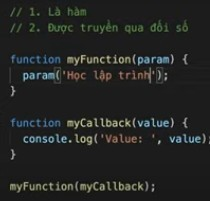 // 1. Là hàm
// 2. Được truyền qua đối số
function myFunction(param) {
param('Học lập trình');
}
function myCallback(value) {
console.log('Value: ', value)
}
myFunction(myCallback);